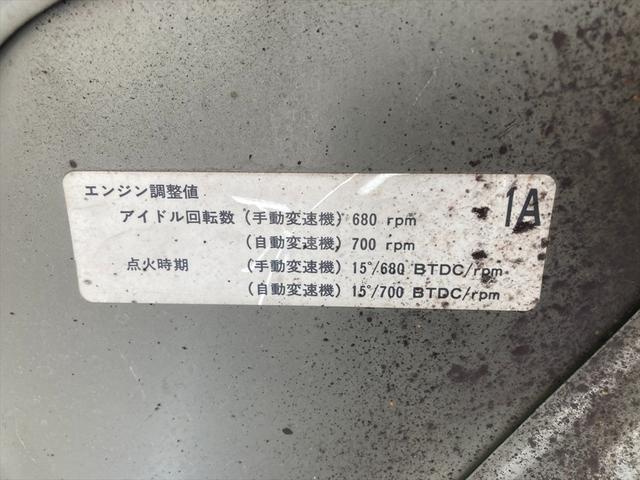 エンジン調整値
1A
アイドル回転数 (手動変速機) 680 rpm
(自動変速機) 700 rpm
点火時期 (手動変速機) 15°/680 BTDC/rpm
(自動変速機) 15°/700 BTDC/rpm